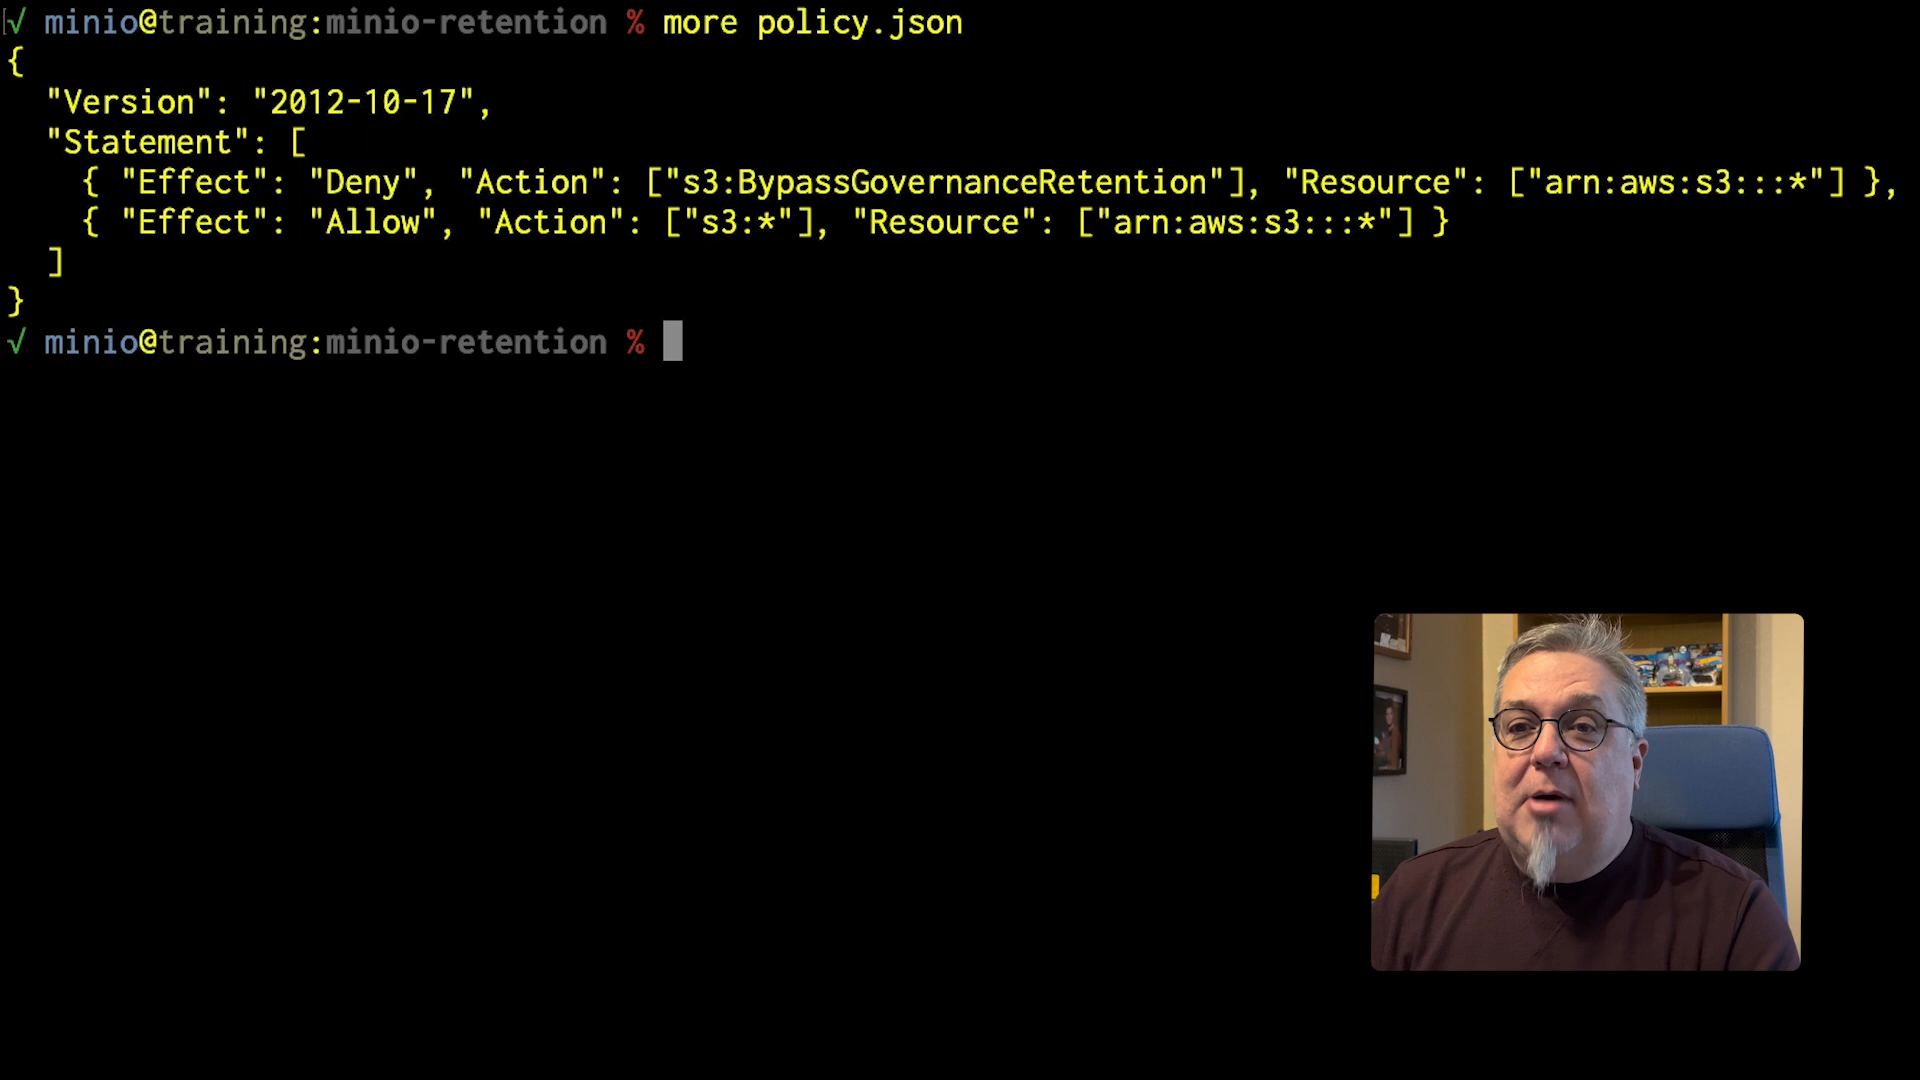 √ minio@training:minio-retention % more policy.json
{
  "Version": "2012-10-17",
  "Statement": [
    { "Effect": "Deny", "Action": ["s3:BypassGovernanceRetention"], "Resource": ["arn:aws:s3:::*"] },
    { "Effect": "Allow", "Action": ["s3:*"], "Resource": ["arn:aws:s3:::*"] }
  ]
}
√ minio@training:minio-retention %